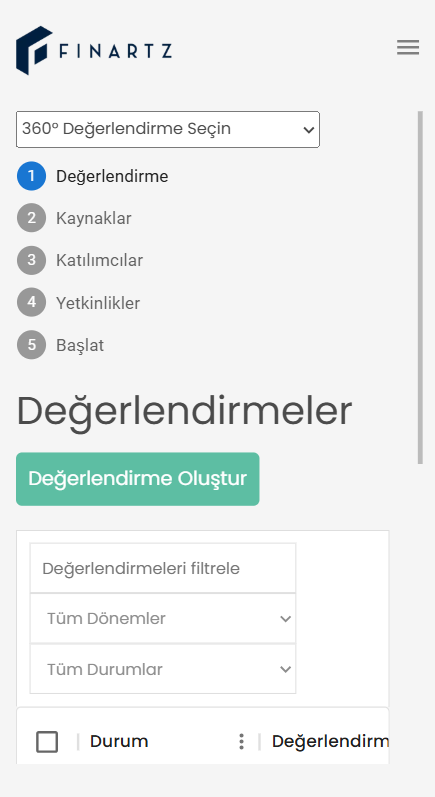 FINARTZ
360° Değerlendirme Seçin
1 Değerlendirme
2 Kaynaklar
3 Katılımcılar
4 Yetkinlikler
5 Başlat
Değerlendirmeler
Değerlendirme Oluştur
Değerlendirmeleri filtrele
Tüm Dönemler
Tüm Durumlar
Durum Değerlendirm